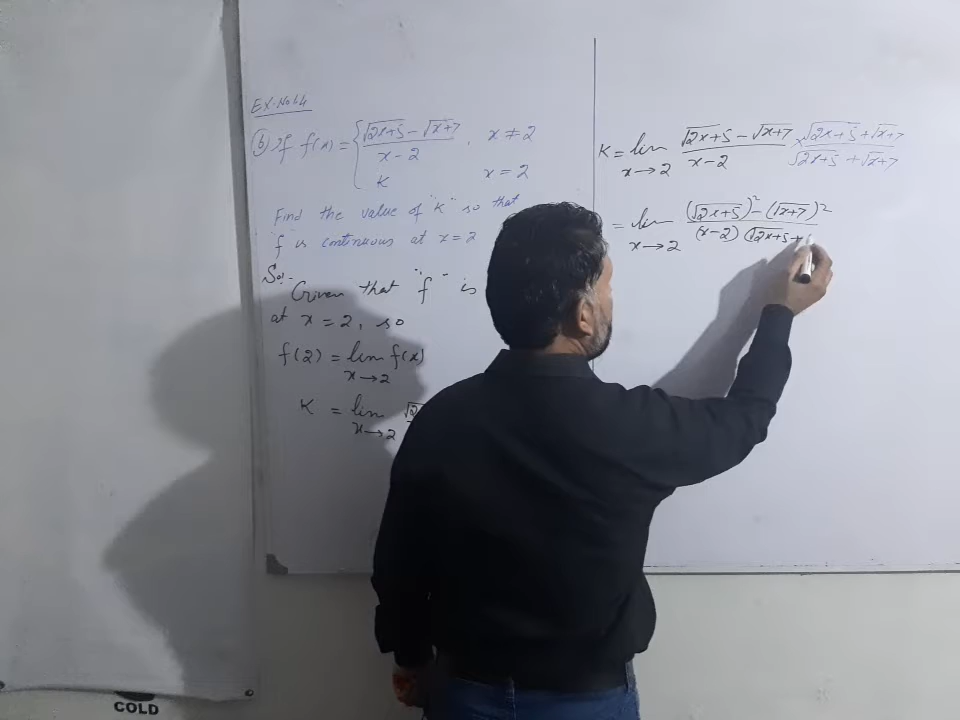 Ex. No 1.4
(b) If f(x) = { (√2x+5 − √x+7)/(x−2) , x ≠ 2
K x = 2
Find the value of "K" so that
"f" is continuous at x = 2
Sol:-
Given that "f" is
at x = 2, so
f(2) = lim x→2 f(x)
K = lim x→2
K = lim x→2 (√2x+5 − √x+7)/(x−2) × (√2x+5 + √x+7)/(√2x+5 + √x+7)
= lim x→2 ((√2x+5)² − (√x+7)²)/((x−2)(√2x+5 +
COLD